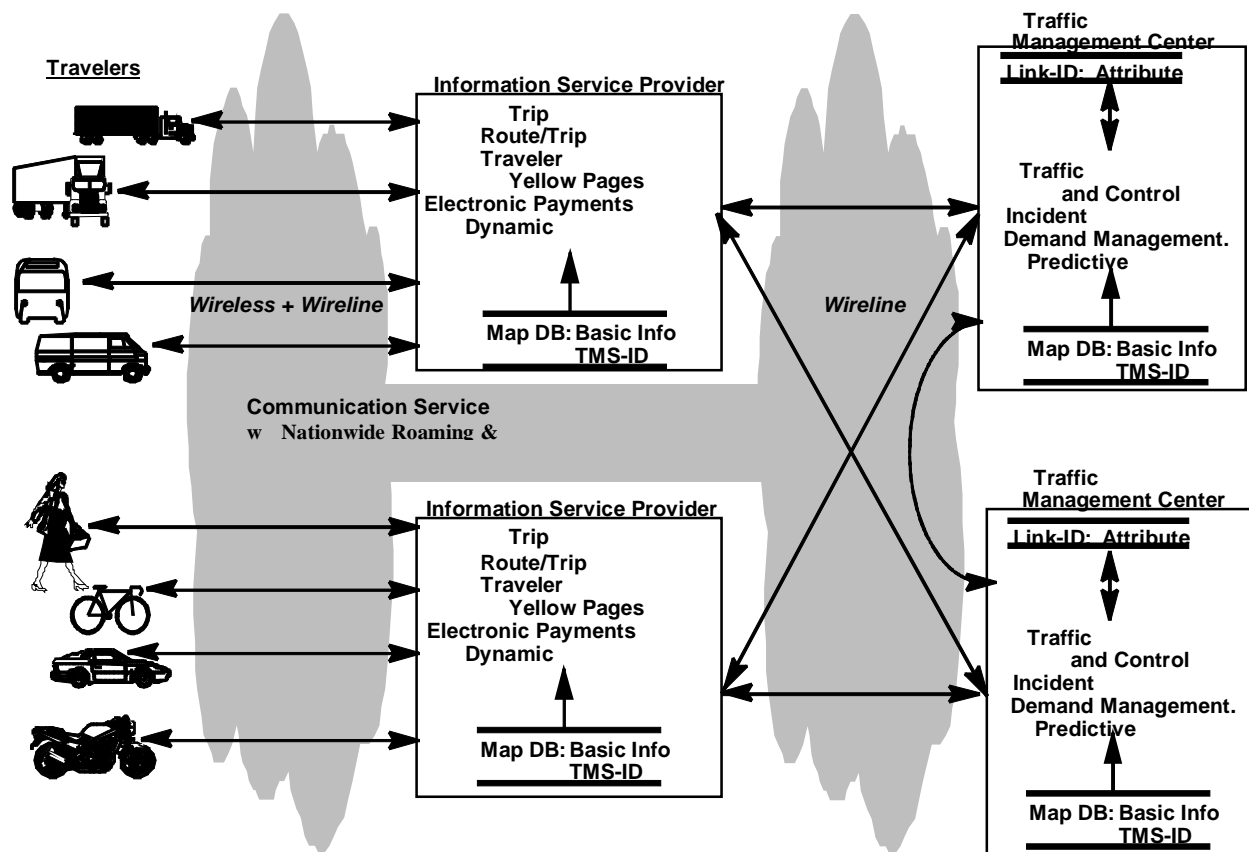 Travelers
Wireless + Wireline
Communication Service
w Nationwide Roaming &
Information Service Provider
Trip
Route/Trip
Traveler
Yellow Pages
Electronic Payments
Dynamic
Map DB: Basic Info
TMS-ID
Information Service Provider
Trip
Route/Trip
Traveler
Yellow Pages
Electronic Payments
Dynamic
Map DB: Basic Info
TMS-ID
Wireline
Traffic
Management Center
Link-ID: Attribute
Traffic
and Control
Incident
Demand Management.
Predictive
Map DB: Basic Info
TMS-ID
Traffic
Management Center
Link-ID: Attribute
Traffic
and Control
Incident
Demand Management.
Predictive
Map DB: Basic Info
TMS-ID